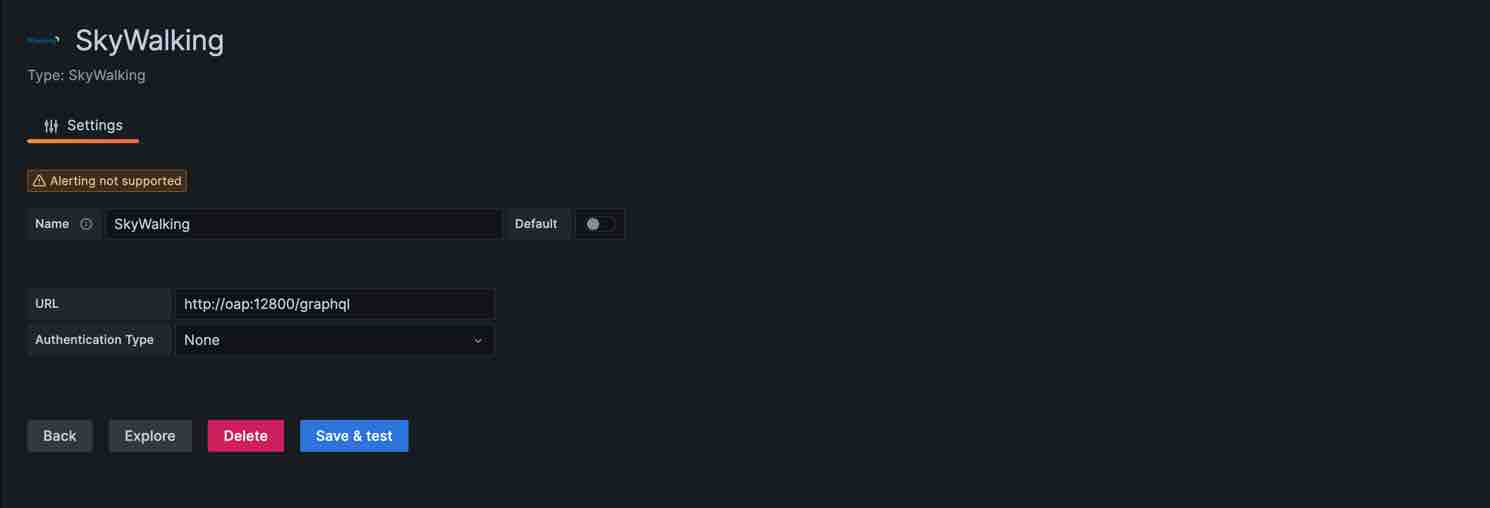 SkyWalking
Type: SkyWalking
Settings
Alerting not supported
Name SkyWalking Default
URL http://oap:12800/graphql
Authentication Type None
Back Explore Delete Save & test